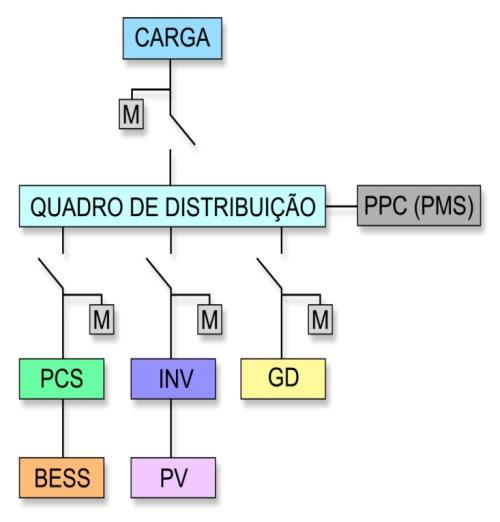 CARGA
M
QUADRO DE DISTRIBUIÇÃO
PPC (PMS)
M
M
M
PCS
INV
GD
BESS
PV